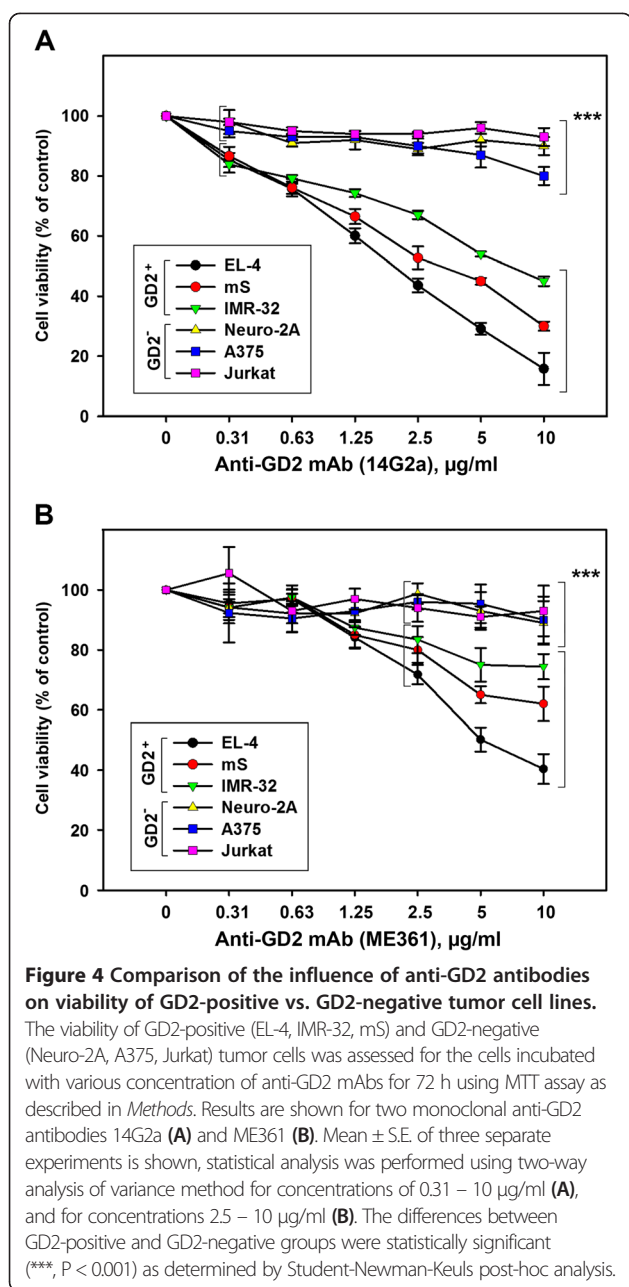 A
Cell viability (% of control)
100
80
60
40
20
0
***
GD2+
GD2-
EL-4
mS
IMR-32
Neuro-2A
A375
Jurkat
0 0.31 0.63 1.25 2.5 5 10
Anti-GD2 mAb (14G2a), µg/ml
B
Cell viability (% of control)
100
80
60
40
20
0
***
GD2+
GD2-
EL-4
mS
IMR-32
Neuro-2A
A375
Jurkat
0 0.31 0.63 1.25 2.5 5 10
Anti-GD2 mAb (ME361), µg/ml
Figure 4 Comparison of the influence of anti-GD2 antibodies
on viability of GD2-positive vs. GD2-negative tumor cell lines.
The viability of GD2-positive (EL-4, IMR-32, mS) and GD2-negative
(Neuro-2A, A375, Jurkat) tumor cells was assessed for the cells incubated
with various concentration of anti-GD2 mAbs for 72 h using MTT assay as
described in Methods. Results are shown for two monoclonal anti-GD2
antibodies 14G2a (A) and ME361 (B). Mean ± S.E. of three separate
experiments is shown, statistical analysis was performed using two-way
analysis of variance method for concentrations of 0.31 – 10 µg/ml (A),
and for concentrations 2.5 – 10 µg/ml (B). The differences between
GD2-positive and GD2-negative groups were statistically significant
(***, P < 0.001) as determined by Student-Newman-Keuls post-hoc analysis.